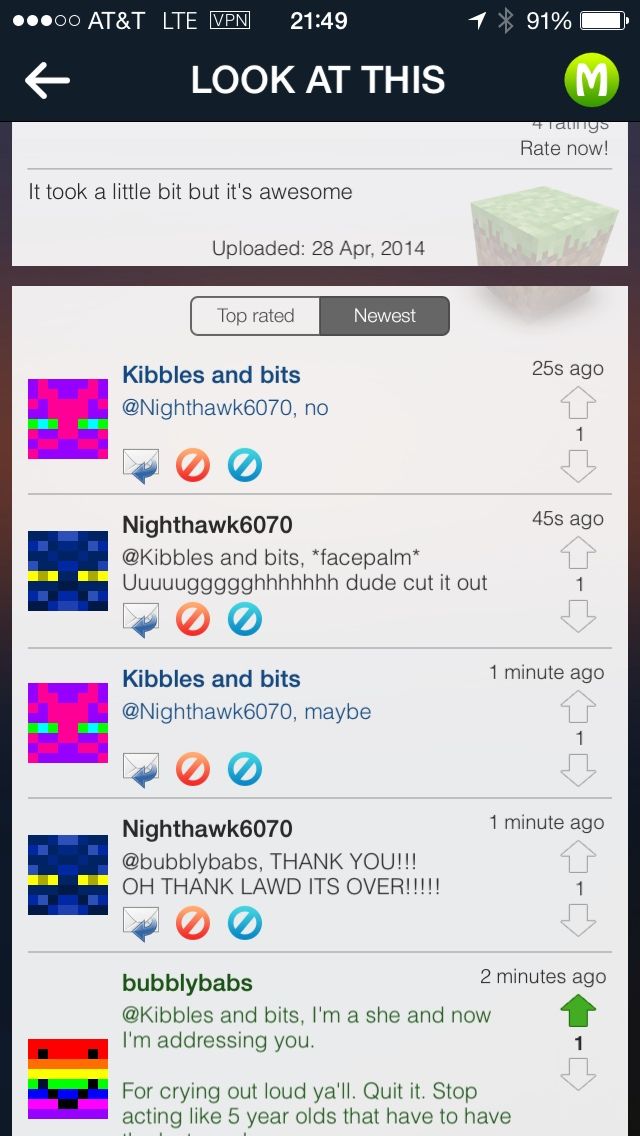 AT&T LTE VPN 21:49 91%
LOOK AT THIS M
4 ratings
Rate now!
It took a little bit but it's awesome
Uploaded: 28 Apr, 2014
Top rated Newest
Kibbles and bits 25s ago
@Nighthawk6070, no
1
Nighthawk6070 45s ago
@Kibbles and bits, *facepalm*
Uuuuuggggghhhhhhh dude cut it out
1
Kibbles and bits 1 minute ago
@Nighthawk6070, maybe
1
Nighthawk6070 1 minute ago
@bubblybabs, THANK YOU!!!
OH THANK LAWD ITS OVER!!!!!
1
bubblybabs 2 minutes ago
@Kibbles and bits, I'm a she and now
I'm addressing you.
1
For crying out loud ya'll. Quit it. Stop
acting like 5 year olds that have to have